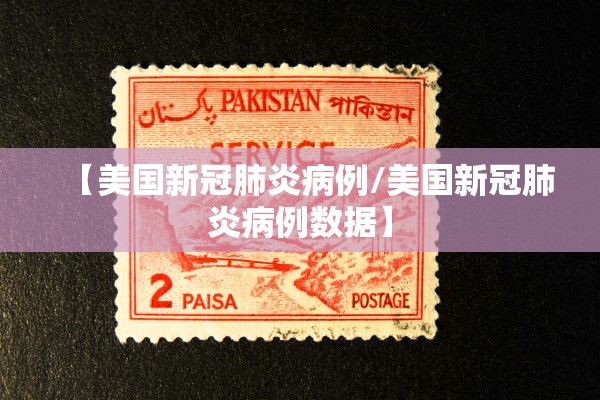 پاکستان PAKISTAN পাকিস্তান
SERVICE
【美国新冠肺炎病例/美国新冠肺
炎病例数据】
2 PAISA POSTAGE